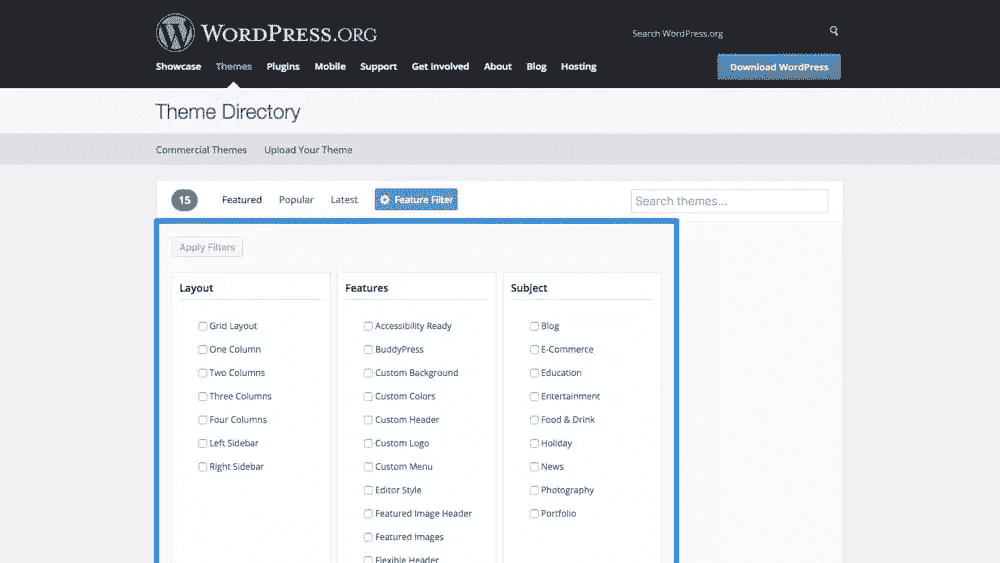 WORDPRESS.ORG
Search WordPress.org
Showcase Themes Plugins Mobile Support Get Involved About Blog Hosting
Download WordPress
Theme Directory
Commercial Themes Upload Your Theme
15 Featured Popular Latest Feature Filter Search themes...
Apply Filters
Layout
Grid Layout
One Column
Two Columns
Three Columns
Four Columns
Left Sidebar
Right Sidebar
Features
Accessibility Ready
BuddyPress
Custom Background
Custom Colors
Custom Header
Custom Logo
Custom Menu
Editor Style
Featured Image Header
Featured Images
Flexible Header
Subject
Blog
E-Commerce
Education
Entertainment
Food & Drink
Holiday
News
Photography
Portfolio